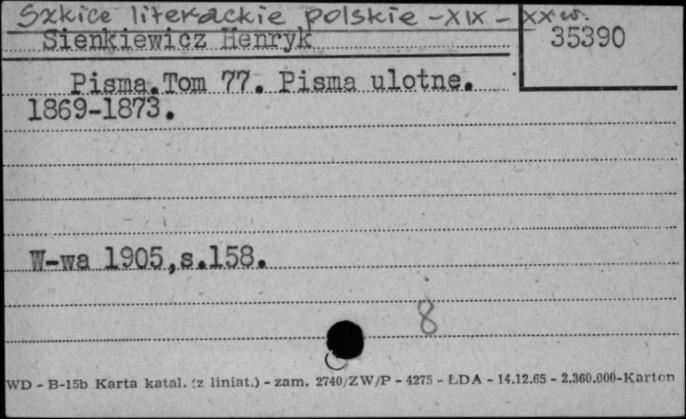 Szkice literackie polskie - XIX - XX w.
Sienkiewicz Henryk
35390
Pisma.Tom 77. Pisma ulotne.
1869-1873.
W-wa 1905,s.158.
8
WD - B-15b Karta katal. (z liniat.) - zam. 2740/ZW/P - 4275 - ŁDA - 14.12.65 - 2.360.000-Karton